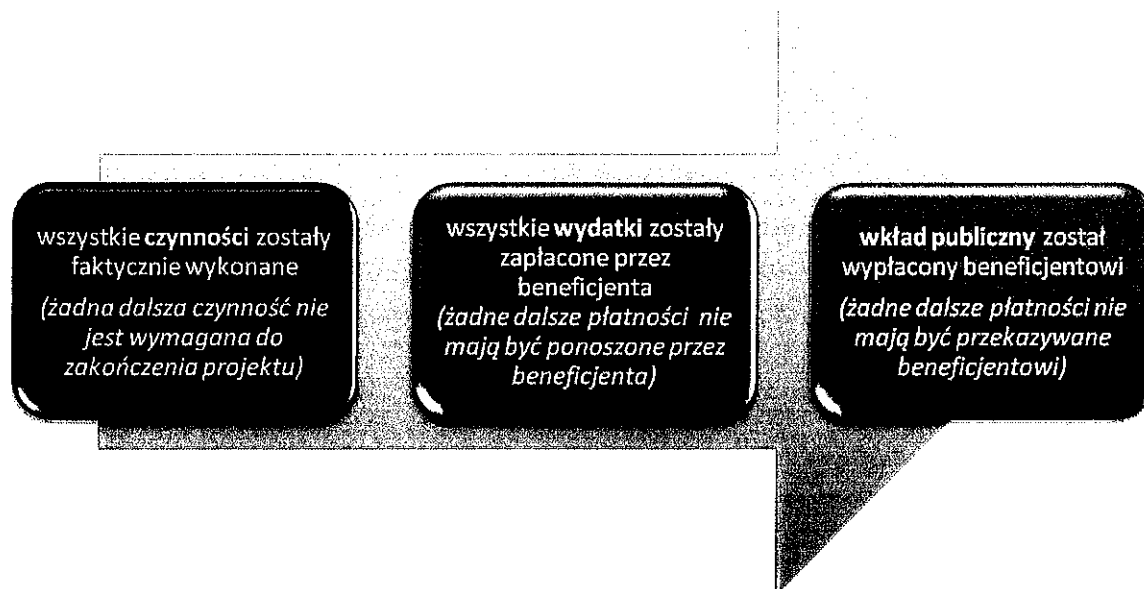 wszystkie czynności zostały
faktycznie wykonane
(żadna dalsza czynność nie
jest wymagana do
zakończenia projektu)
wszystkie wydatki zostały
zapłacone przez
beneficjenta
(żadne dalsze płatności nie
mają być ponoszone przez
beneficjenta)
wkład publiczny został
wypłacony beneficjentowi
(żadne dalsze płatności nie
mają być przekazywane
beneficjentowi)